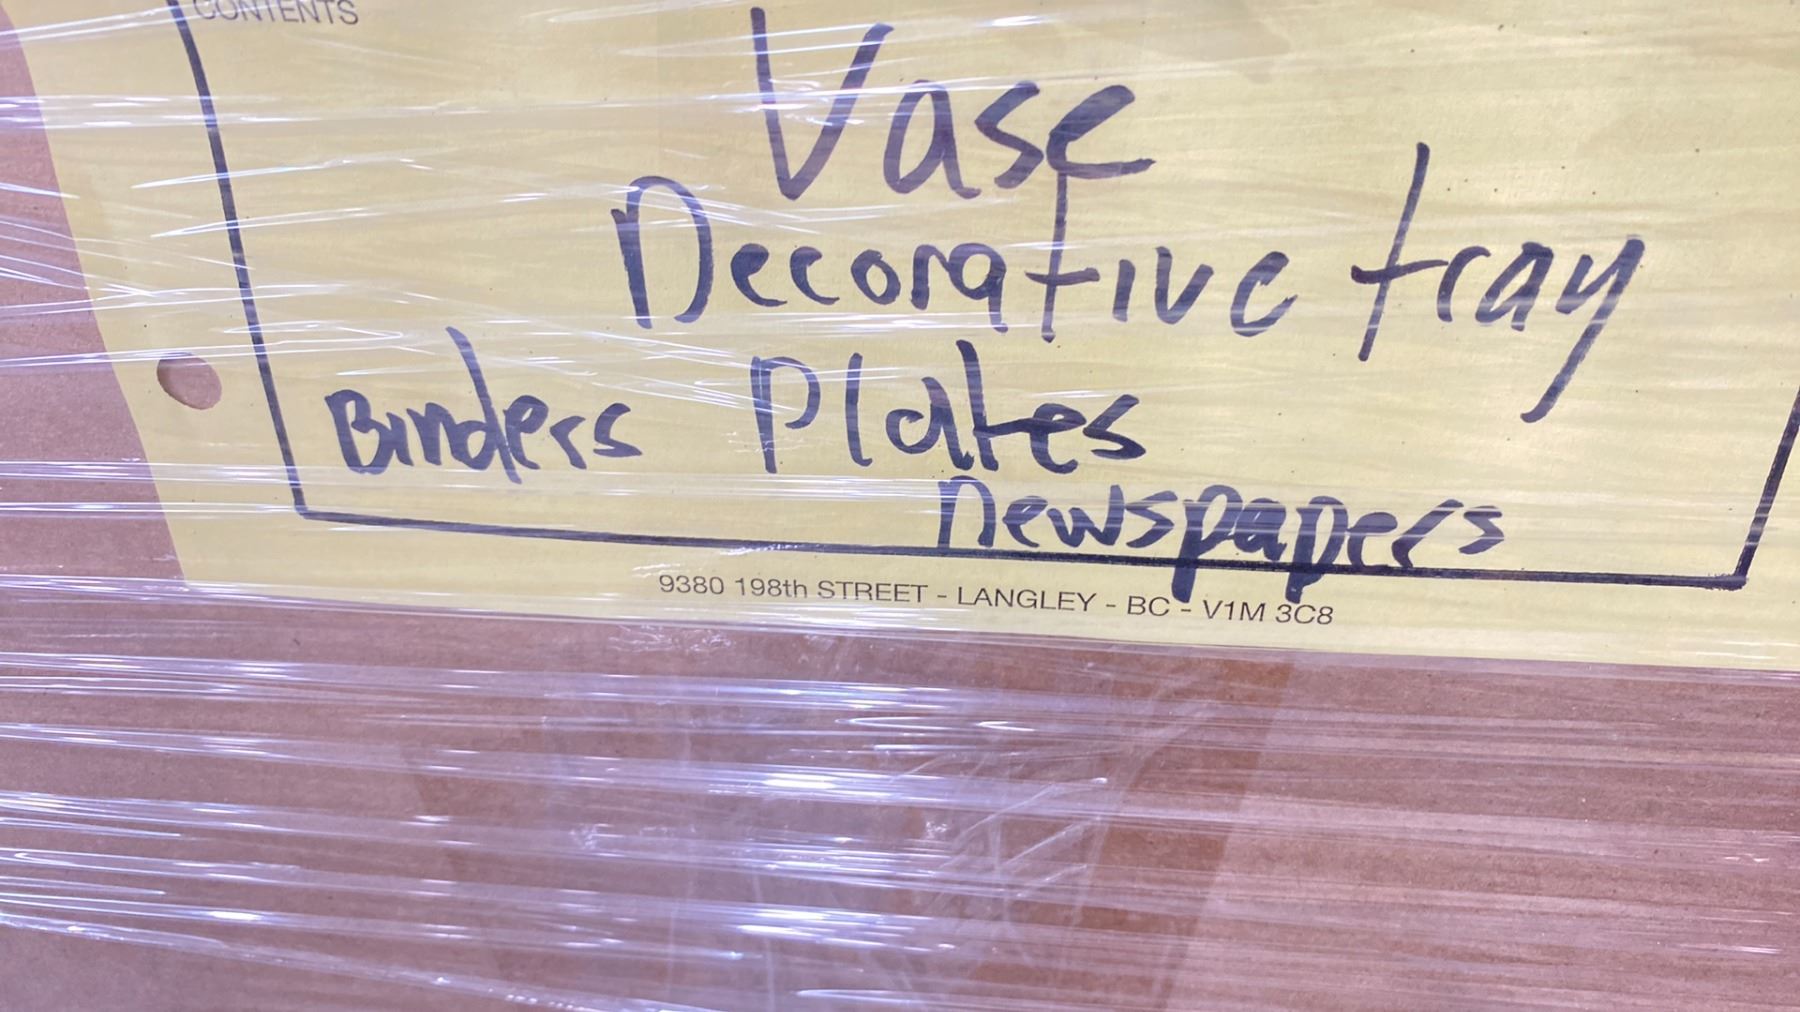 CONTENTS
Vase
Decorative tray
Binders Plates
newspapers
9380 198th STREET - LANGLEY - BC - V1M 3C8